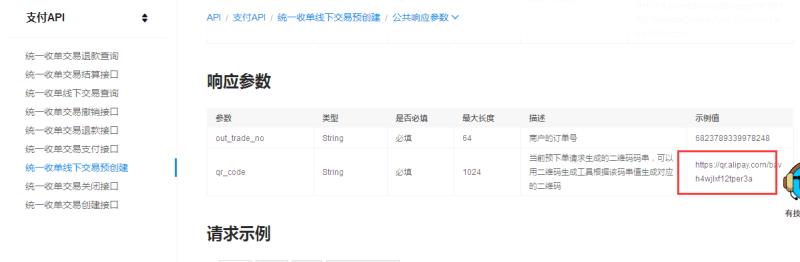 支付API
API / 支付API / 统一收单线下交易预创建 / 公共响应参数
统一收单交易退款查询
统一收单交易结算接口
统一收单线下交易查询
统一收单交易撤销接口
统一收单交易退款接口
统一收单交易支付接口
统一收单线下交易预创建
统一收单交易关闭接口
统一收单交易创建接口
响应参数
参数 类型 是否必填 最大长度 描述 示例值
out_trade_no String 必填 64 商户的订单号 6823789339978248
qr_code String 必填 1024 当前预下单请求生成的二维码码串，可以
用二维码生成工具根据该码串值生成对应
的二维码
https://qr.alipay.com/bav
h4wjlxf12tper3a
有技
请求示例